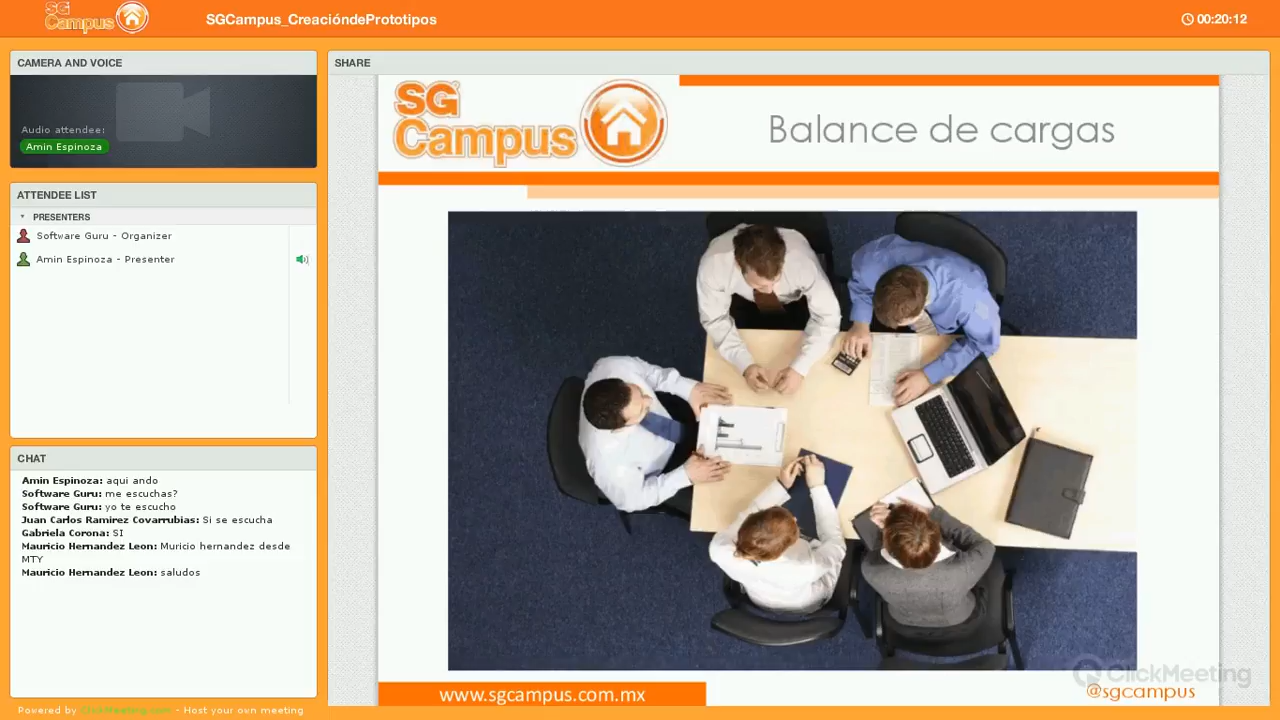 SG Campus
SGCampus_CreacióndePrototipos
00:20:12
CAMERA AND VOICE
Audio attendee:
Amin Espinoza
ATTENDEE LIST
PRESENTERS
Software Guru - Organizer
Amin Espinoza - Presenter
CHAT
Amin Espinoza: aqui ando
Software Guru: me escuchas?
Software Guru: yo te escucho
Juan Carlos Ramirez Covarrubias: Si se escucha
Gabriela Corona: SI
Mauricio Hernandez Leon: Muricio hernandez desde
MTY
Mauricio Hernandez Leon: saludos
Powered by ClickMeeting.com - Host your own meeting
SHARE
SG
Campus
Balance de cargas
www.sgcampus.com.mx
ClickMeeting
@sgcampus